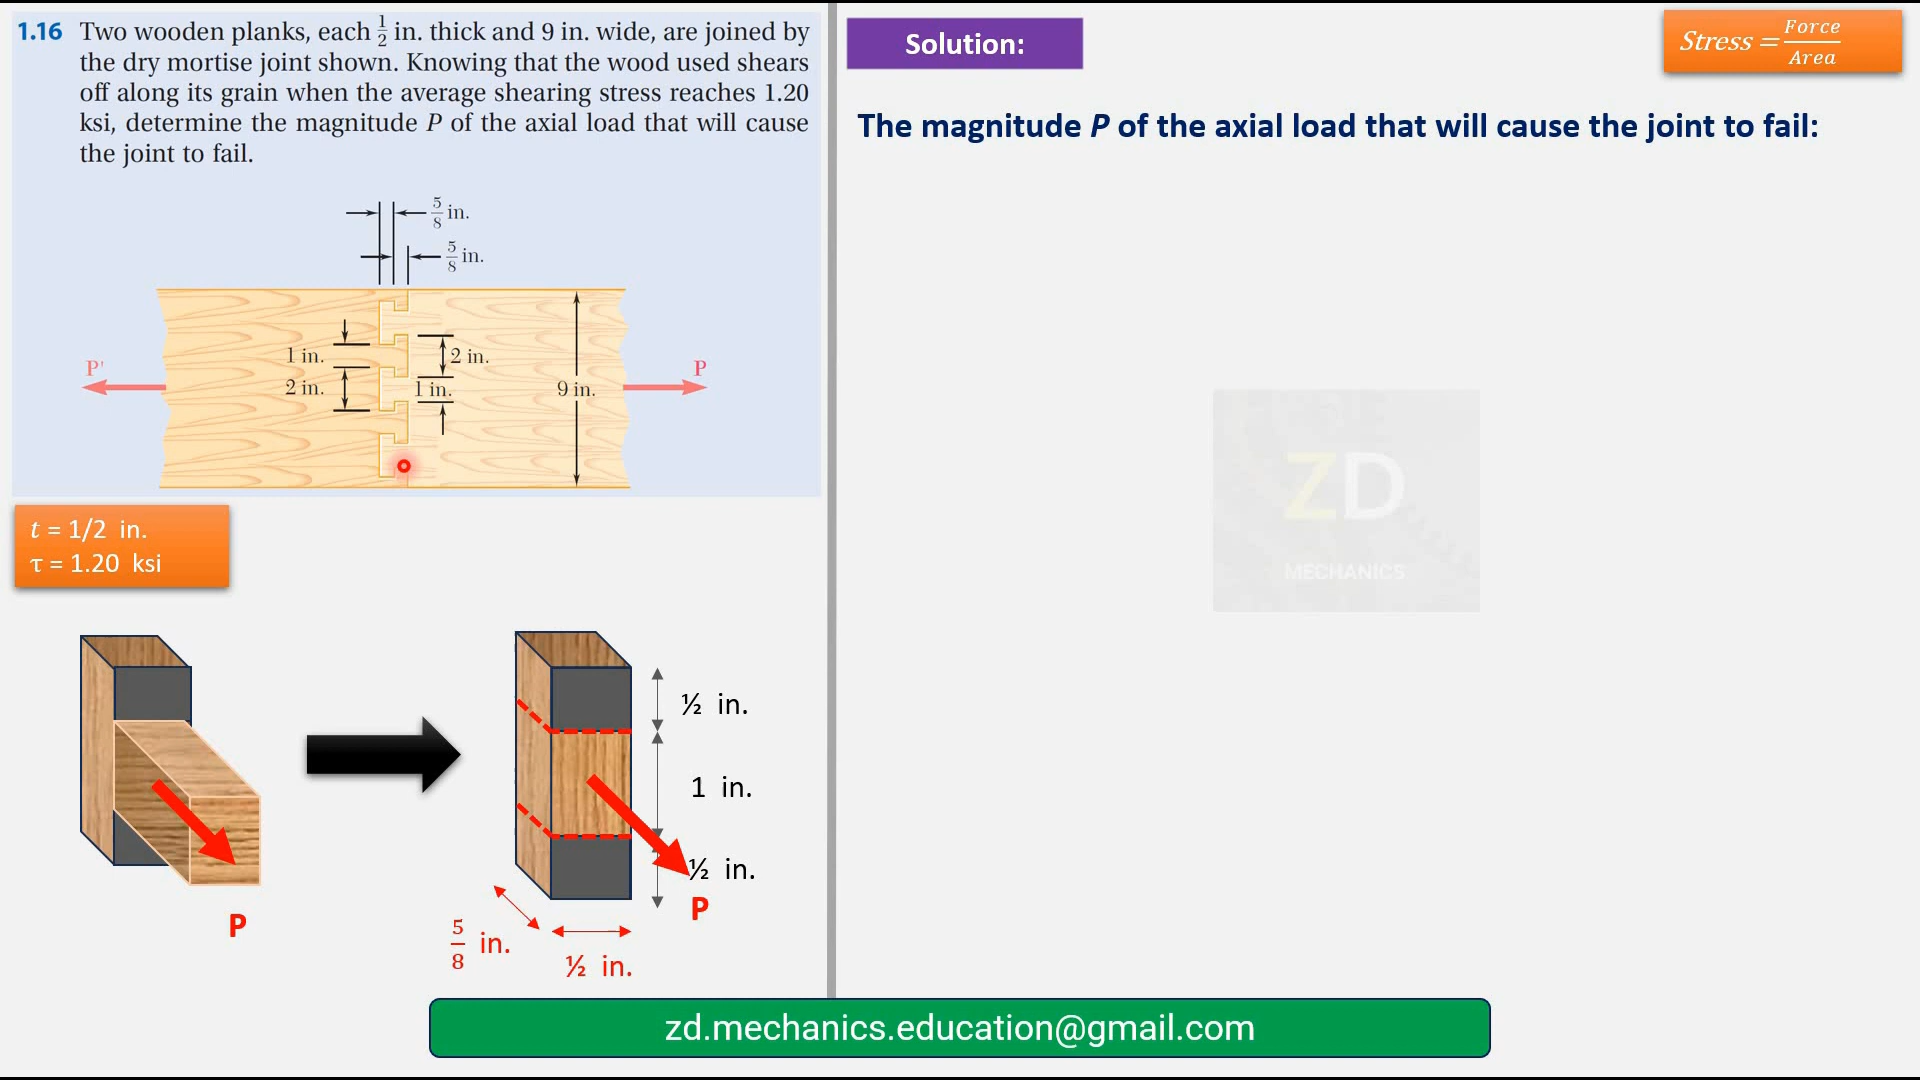 1.16 Two wooden planks, each 1/2 in. thick and 9 in. wide, are joined by
the dry mortise joint shown. Knowing that the wood used shears
off along its grain when the average shearing stress reaches 1.20
ksi, determine the magnitude P of the axial load that will cause
the joint to fail.
5/8 in.
5/8 in.
1 in.
2 in.
2 in.
1 in.
9 in.
P'
P
t = 1/2 in.
τ = 1.20 ksi
P
½ in.
1 in.
½ in.
P
5/8 in.
½ in.
Solution:
Stress = Force/Area
The magnitude P of the axial load that will cause the joint to fail:
ZD
MECHANICS
zd.mechanics.education@gmail.com